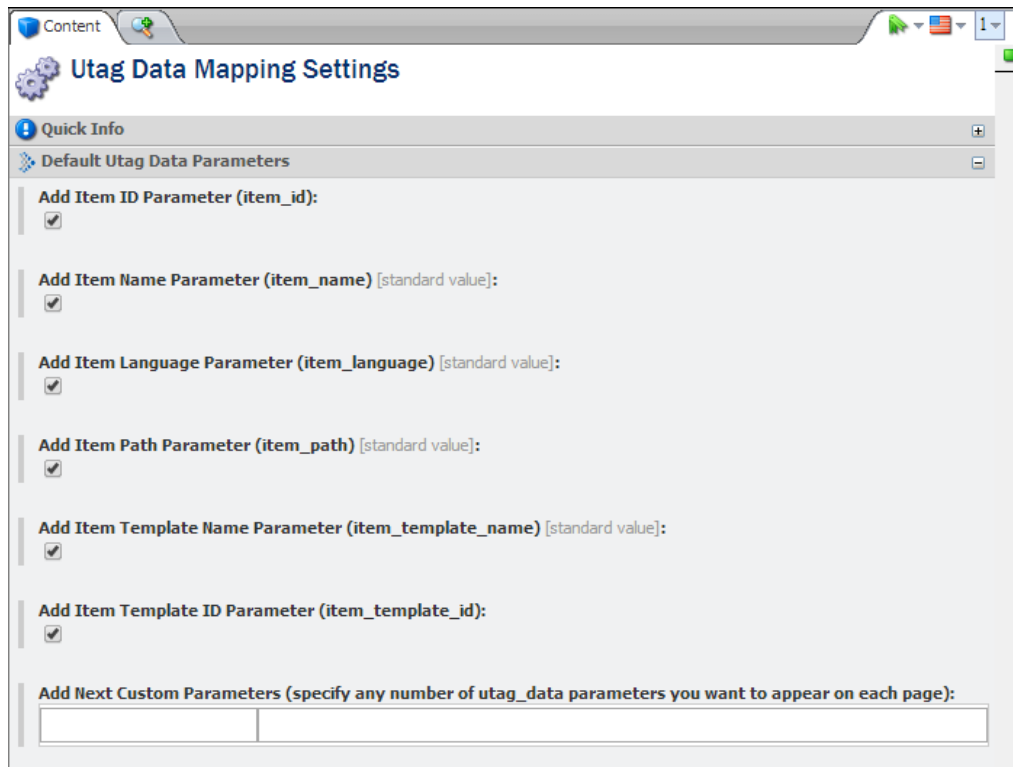 Content
1
Utag Data Mapping Settings
Quick Info
Default Utag Data Parameters
Add Item ID Parameter (item_id):
Add Item Name Parameter (item_name) [standard value]:
Add Item Language Parameter (item_language) [standard value]:
Add Item Path Parameter (item_path) [standard value]:
Add Item Template Name Parameter (item_template_name) [standard value]:
Add Item Template ID Parameter (item_template_id):
Add Next Custom Parameters (specify any number of utag_data parameters you want to appear on each page):